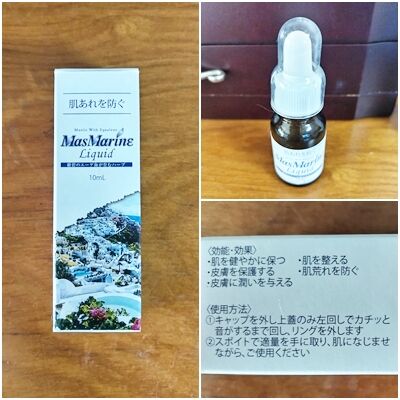 肌あれを防ぐ
MasMarine
Liquid
10mL
MasMarine
Liquid
〈効能・効果〉
・肌を健やかに保つ ・肌を整える
・皮膚を保護する ・肌荒れを防ぐ
・皮膚に潤いを与える
〈使用方法〉
①キャップを外し上蓋のみ左回しでカチッと
音がするまで回し、リングを外します
②スポイトで適量を手に取り、肌になじませ
ながら、ご使用ください